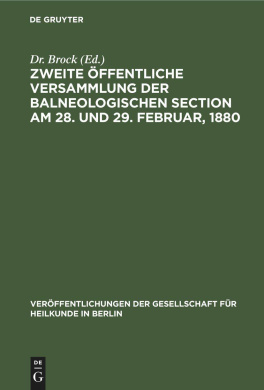 DE GRUYTER
Dr. Brock (Ed.)
ZWEITE ÖFFENTLICHE
VERSAMMLUNG DER
BALNEOLOGISCHEN SECTION
AM 28. UND 29. FEBRUAR, 1880
VERÖFFENTLICHUNGEN DER GESELLSCHAFT FÜR
HEILKUNDE IN BERLIN
DE
G